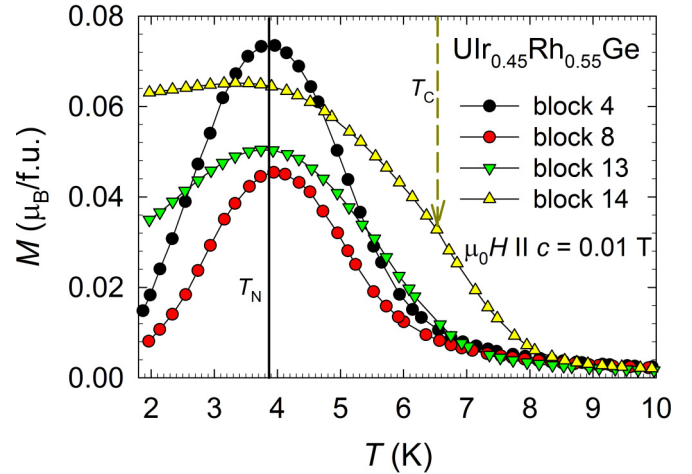 UIr0.45Rh0.55Ge
TC
block 4
block 8
block 13
block 14
μ0H II c = 0.01 T
TN
M (μB/f.u.)
0.08
0.06
0.04
0.02
0.00
2 3 4 5 6 7 8 9 10
T (K)